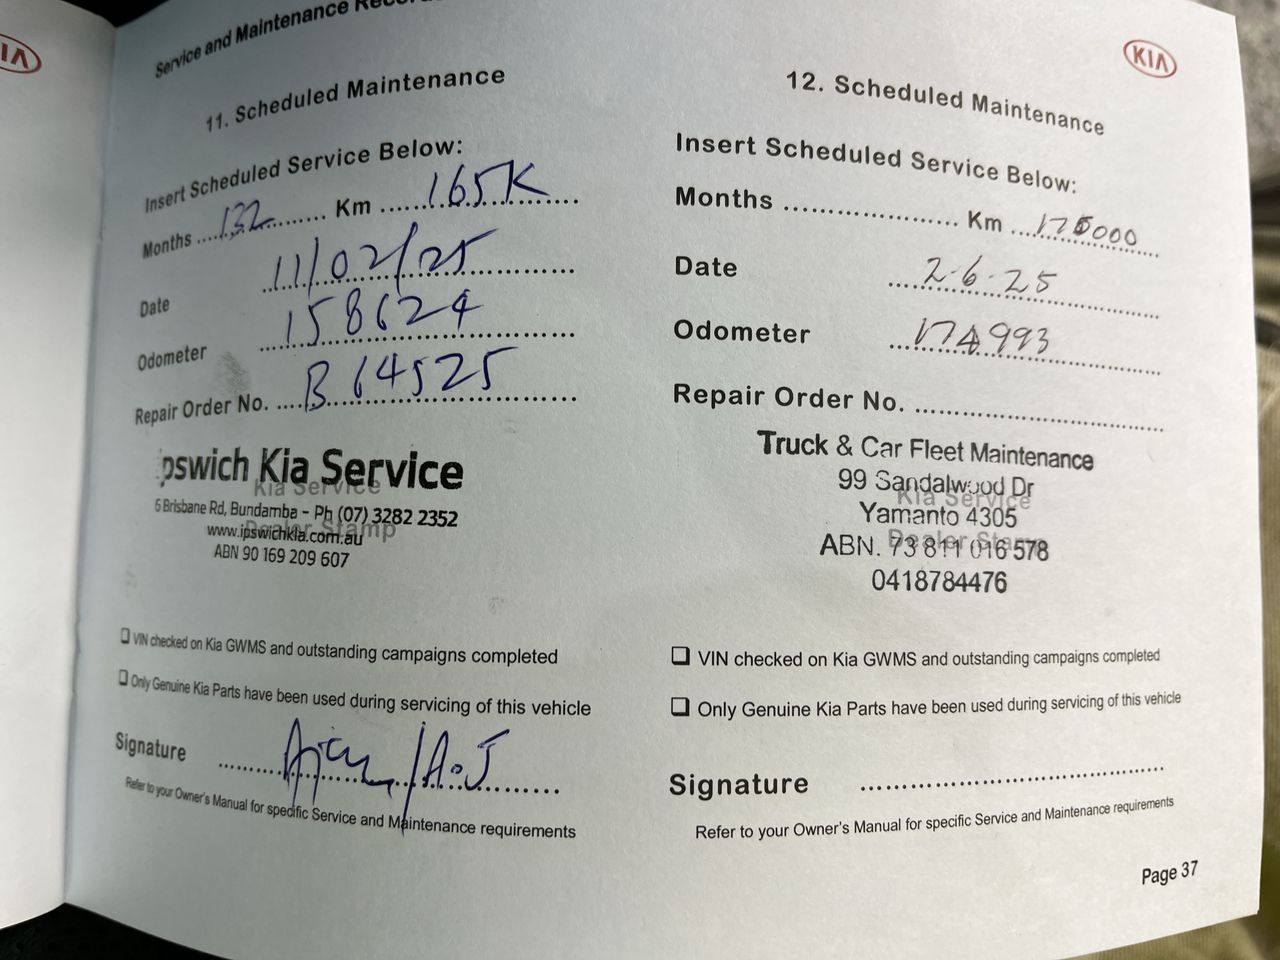 IA
Service and Maintenance Recor
11. Scheduled Maintenance
Insert Scheduled Service Below:
Months 132 Km 165K
Date 11/02/25
Odometer 158624
Repair Order No. B 64525
pswich Kia Service
Kia Service
6 Brisbane Rd, Bundamba - Ph (07) 3282 2352
www.ipswichkia.com.au
Dealer Stamp
ABN 90 169 209 607
VIN checked on Kia GWMS and outstanding campaigns completed
Only Genuine Kia Parts have been used during servicing of this vehicle
Signature
Refer to your Owner's Manual for specific Service and Maintenance requirements
KIA
12. Scheduled Maintenance
Insert Scheduled Service Below:
Months Km 175000
Date 2-6-25
Odometer 174993
Repair Order No.
Truck & Car Fleet Maintenance
99 Sandalwood Dr
Kia Service
Yamanto 4305
Dealer Stamp
ABN. 73 811 016 578
0418784476
VIN checked on Kia GWMS and outstanding campaigns completed
Only Genuine Kia Parts have been used during servicing of this vehicle
Signature
Refer to your Owner's Manual for specific Service and Maintenance requirements
Page 37